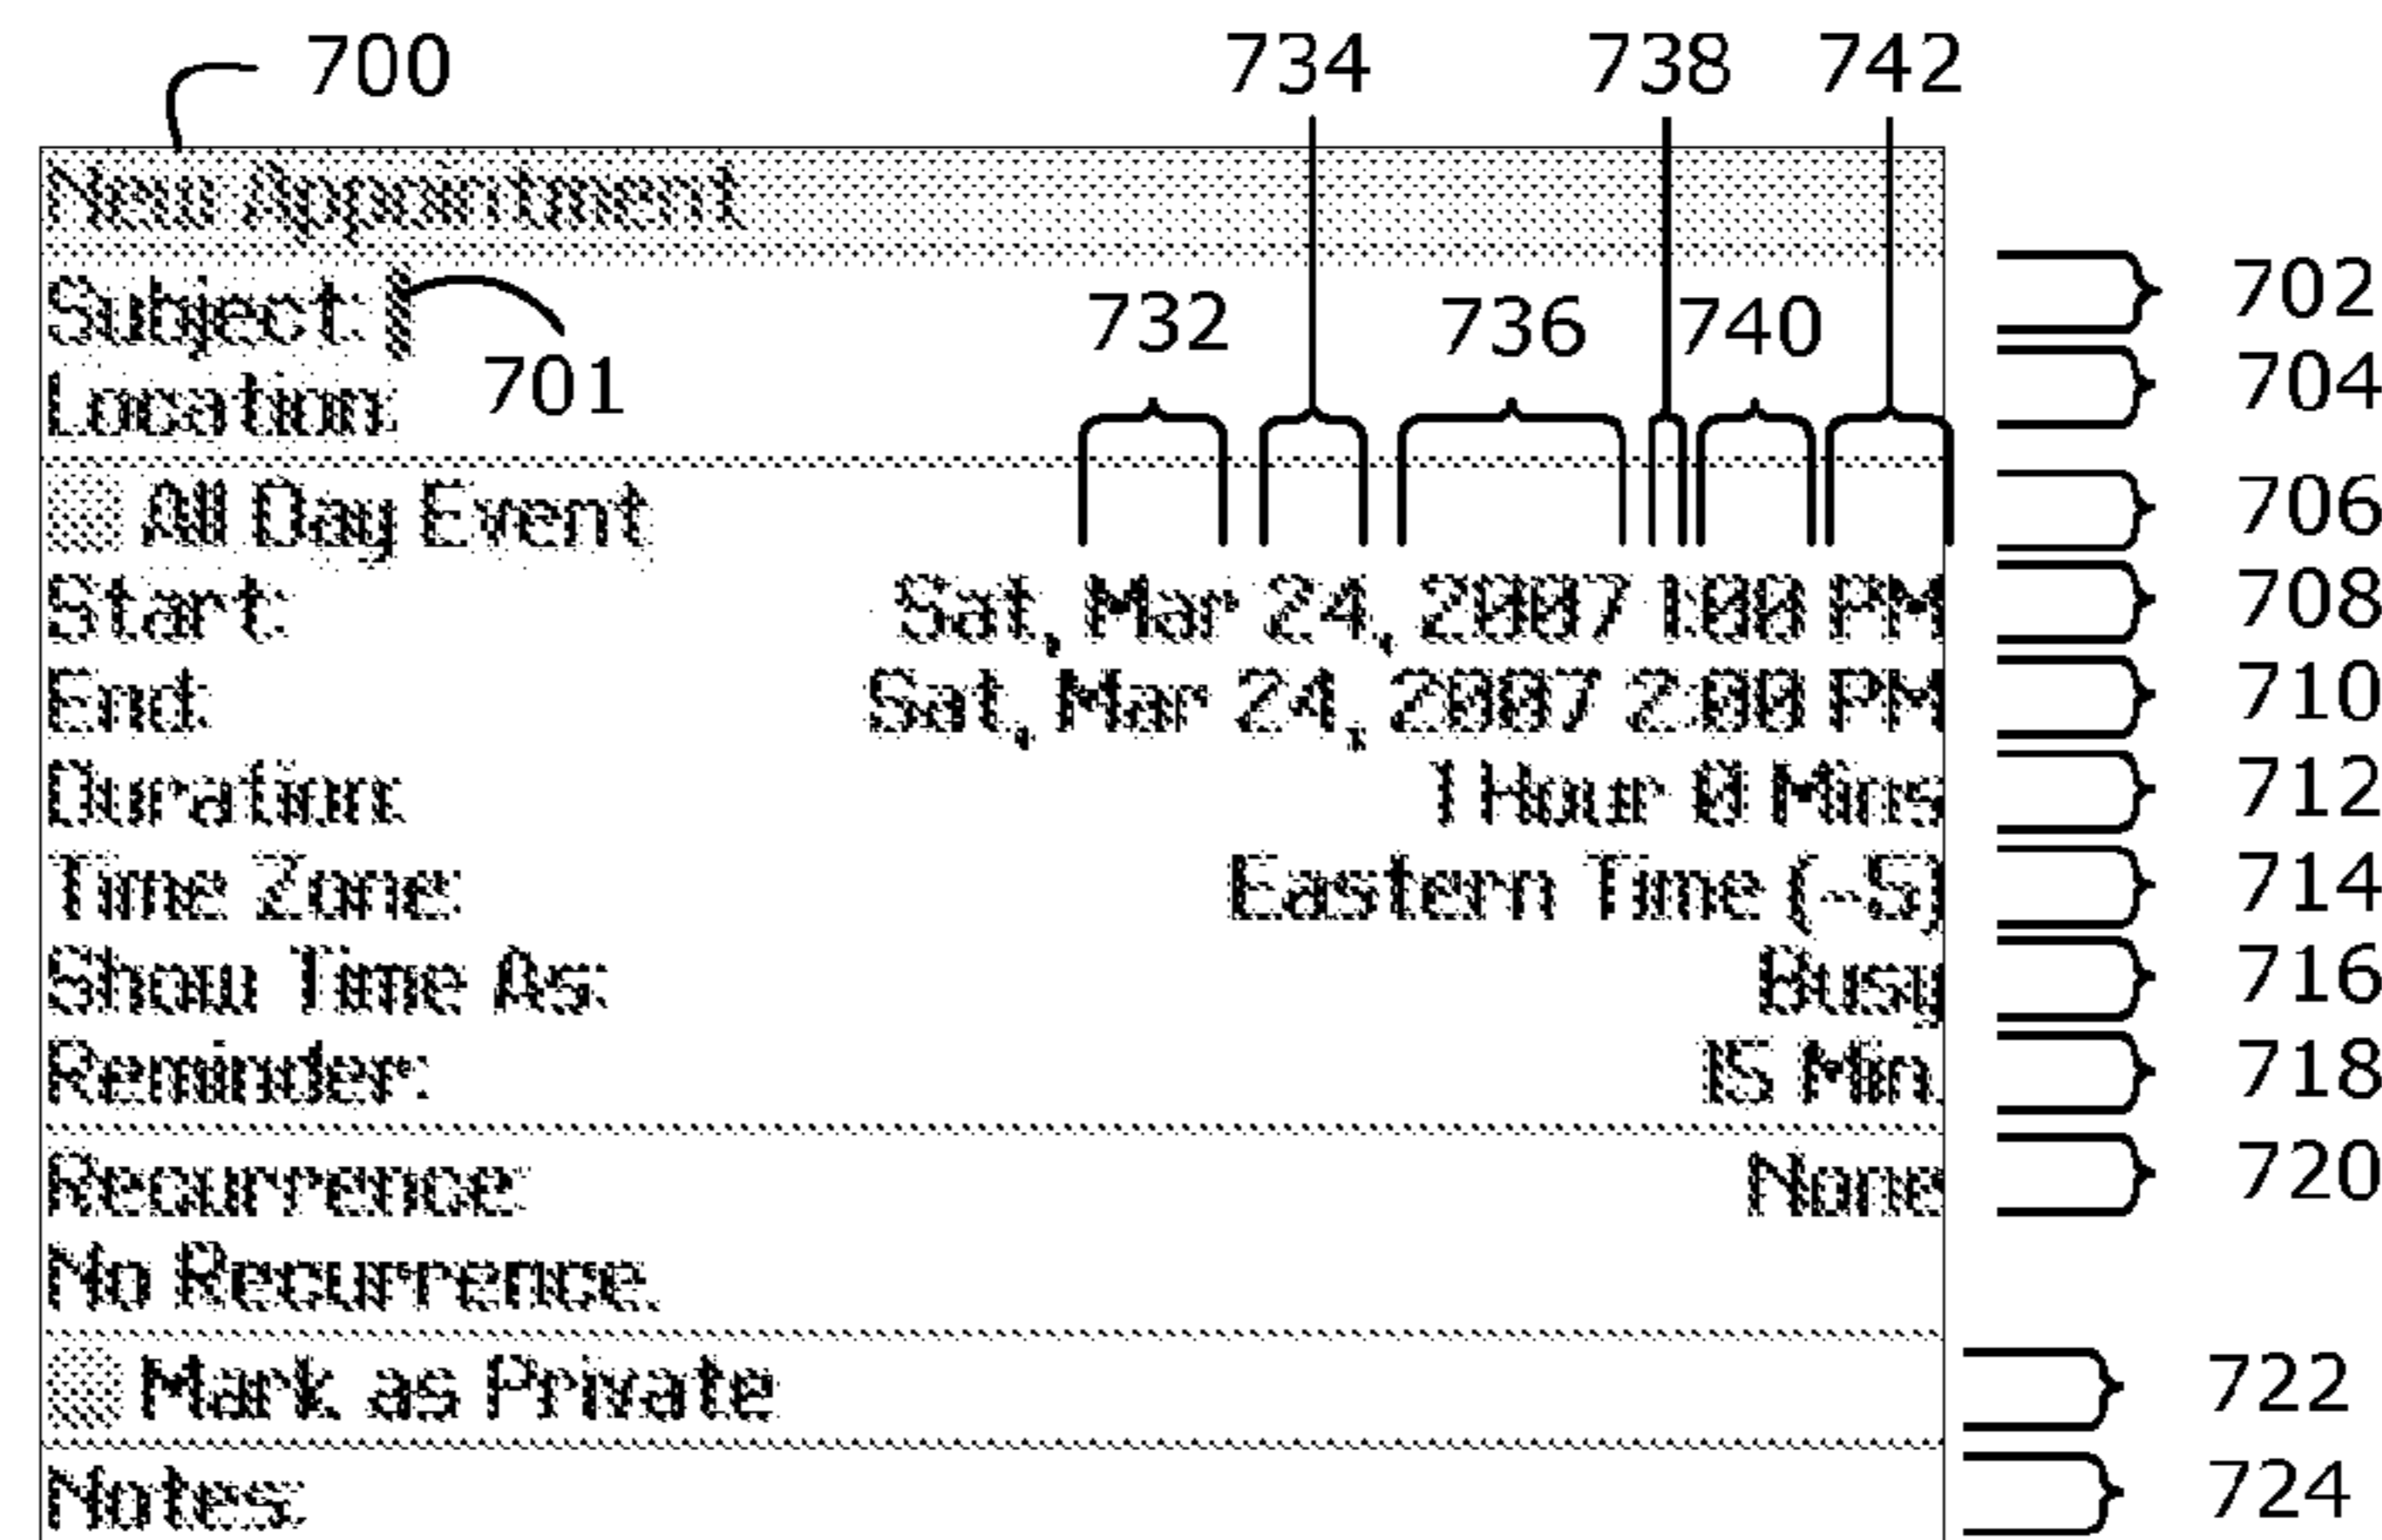 700 734 738 742
New Appointment
Subject: 732 736 740 702
Location: 701 704
All Day Event 706
Start: Sat, Mar 24, 2007 1:00 PM 708
End: Sat, Mar 24, 2007 2:00 PM 710
Duration: 1 Hour 0 Mins 712
Time Zone: Eastern Time (-5) 714
Show Time As: Busy 716
Reminder: 15 Min. 718
Recurrence: None 720
No Recurrence.
Mark as Private 722
Notes: 724